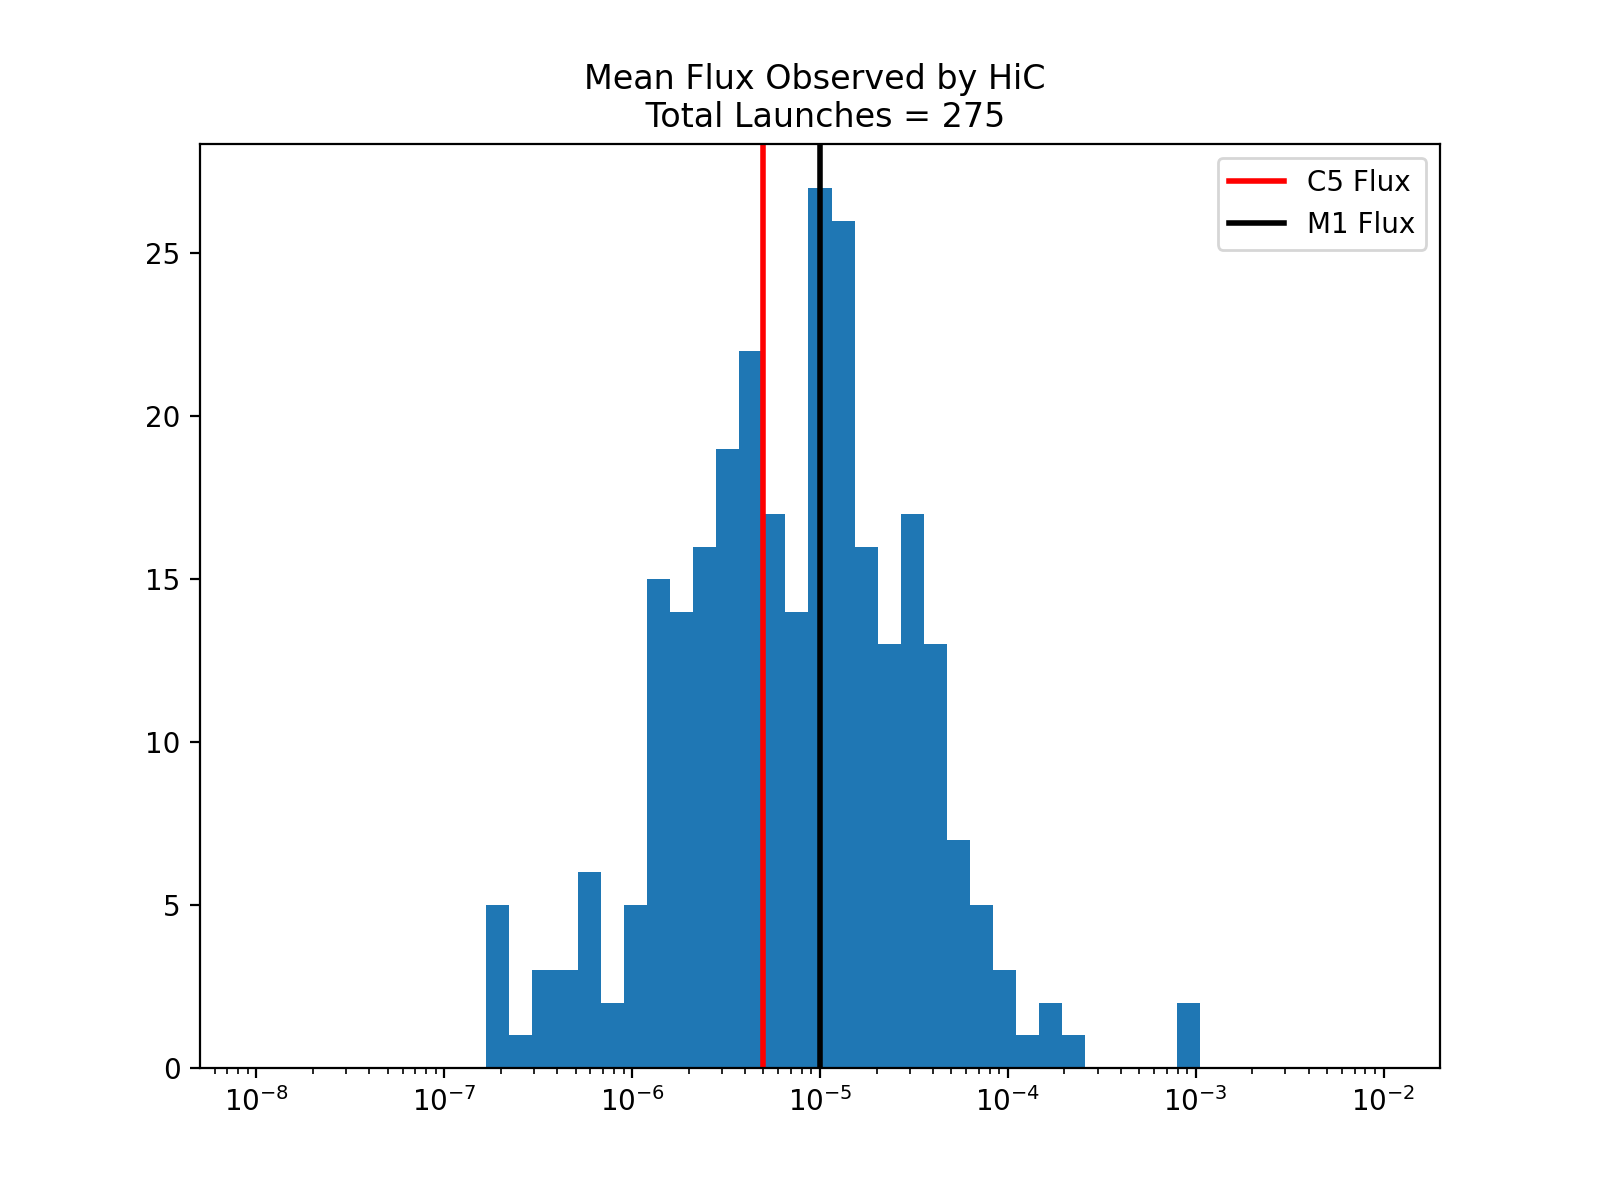 Mean Flux Observed by HiC
Total Launches = 275
C5 Flux
M1 Flux
25
20
15
10
5
0
10⁻⁸ 10⁻⁷ 10⁻⁶ 10⁻⁵ 10⁻⁴ 10⁻³ 10⁻²